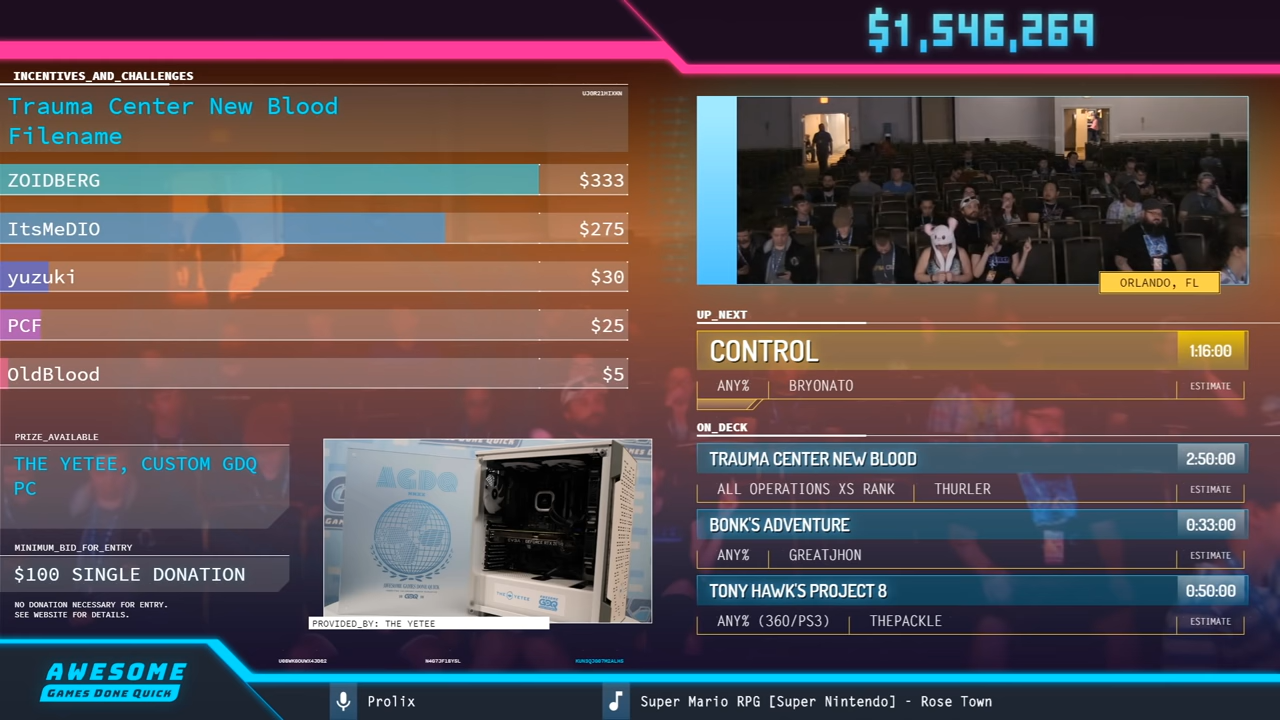 $1,546,269
INCENTIVES_AND_CHALLENGES
Trauma Center New Blood
Filename
ZOIDBERG $333
ItsMeDIO $275
yuzuki $30
PCF $25
OldBlood $5
PRIZE_AVAILABLE
THE YETEE, CUSTOM GDQ
PC
MINIMUM_BID_FOR_ENTRY
$100 SINGLE DONATION
NO DONATION NECESSARY FOR ENTRY.
SEE WEBSITE FOR DETAILS.
AGDQ
THE YETEE
PROVIDED_BY: THE YETEE
ORLANDO, FL
UP_NEXT
CONTROL 1:16:00
ANY% BRYONATO ESTIMATE
ON_DECK
TRAUMA CENTER NEW BLOOD 2:50:00
ALL OPERATIONS XS RANK THURLER ESTIMATE
BONK'S ADVENTURE 0:33:00
ANY% GREATJHON ESTIMATE
TONY HAWK'S PROJECT 8 0:50:00
ANY% (360/PS3) THEPACKLE ESTIMATE
AWESOME
GAMES DONE QUICK
Prolix
Super Mario RPG [Super Nintendo] - Rose Town